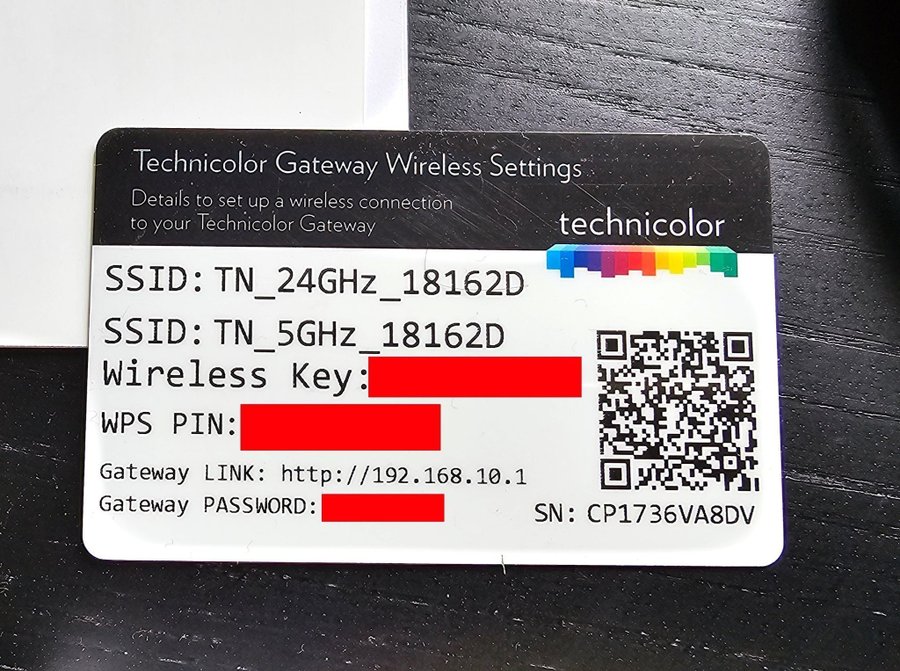 Technicolor Gateway Wireless Settings
Details to set up a wireless connection
to your Technicolor Gateway
technicolor
SSID: TN_24GHz_18162D
SSID: TN_5GHz_18162D
Wireless Key:
WPS PIN:
Gateway LINK: http://192.168.10.1
Gateway PASSWORD:
SN: CP1736VA8DV